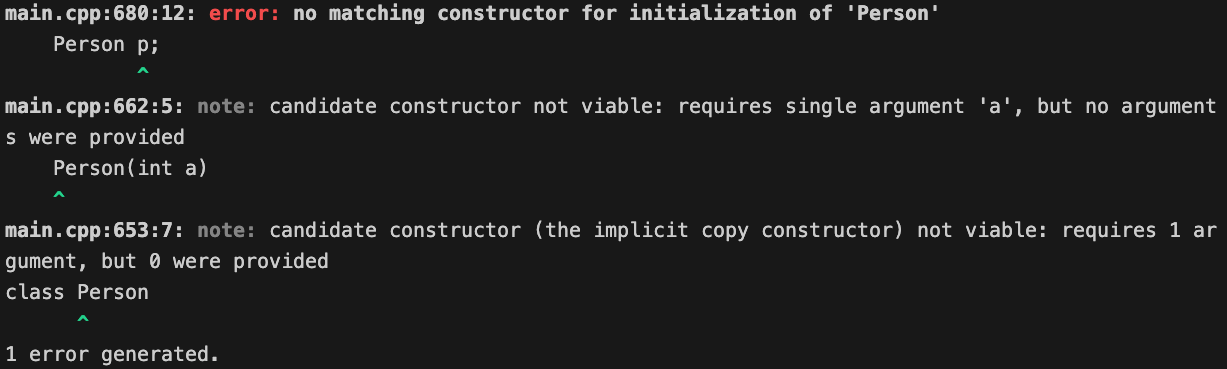 main.cpp:680:12: error: no matching constructor for initialization of 'Person'
    Person p;
           ^
main.cpp:662:5: note: candidate constructor not viable: requires single argument 'a', but no argument
s were provided
    Person(int a)
    ^
main.cpp:653:7: note: candidate constructor (the implicit copy constructor) not viable: requires 1 ar
gument, but 0 were provided
class Person
      ^
1 error generated.